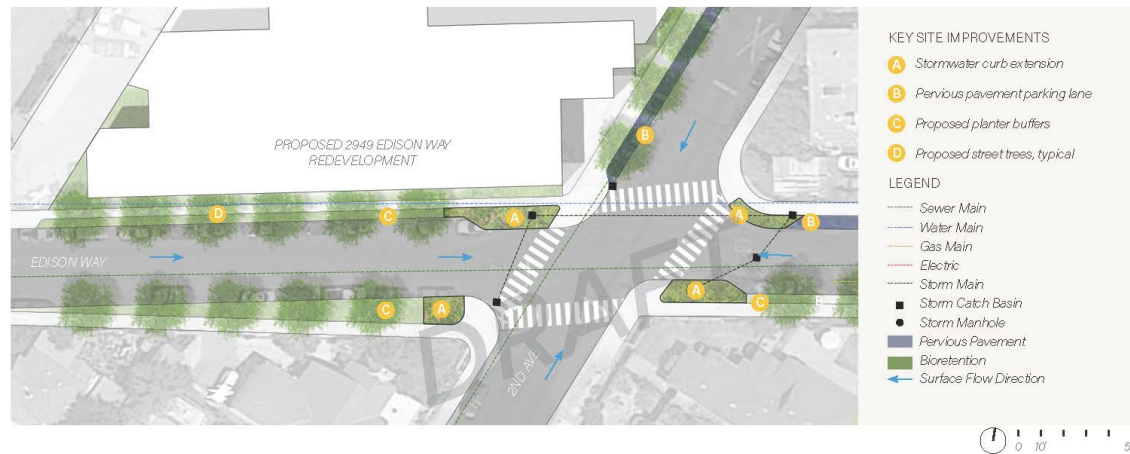 PROPOSED 2949 EDISON WAY
REDEVELOPMENT
B
D
C
A
A
B
EDISON WAY
C
A
A
C
B
DRAFT
2ND AVE
KEY SITE IMPROVEMENTS
A Stormwater curb extension
B Pervious pavement parking lane
C Proposed planter buffers
D Proposed street trees, typical
LEGEND
Sewer Main
Water Main
Gas Main
Electric
Storm Main
Storm Catch Basin
Storm Manhole
Pervious Pavement
Bioretention
Surface Flow Direction
0 10' 5